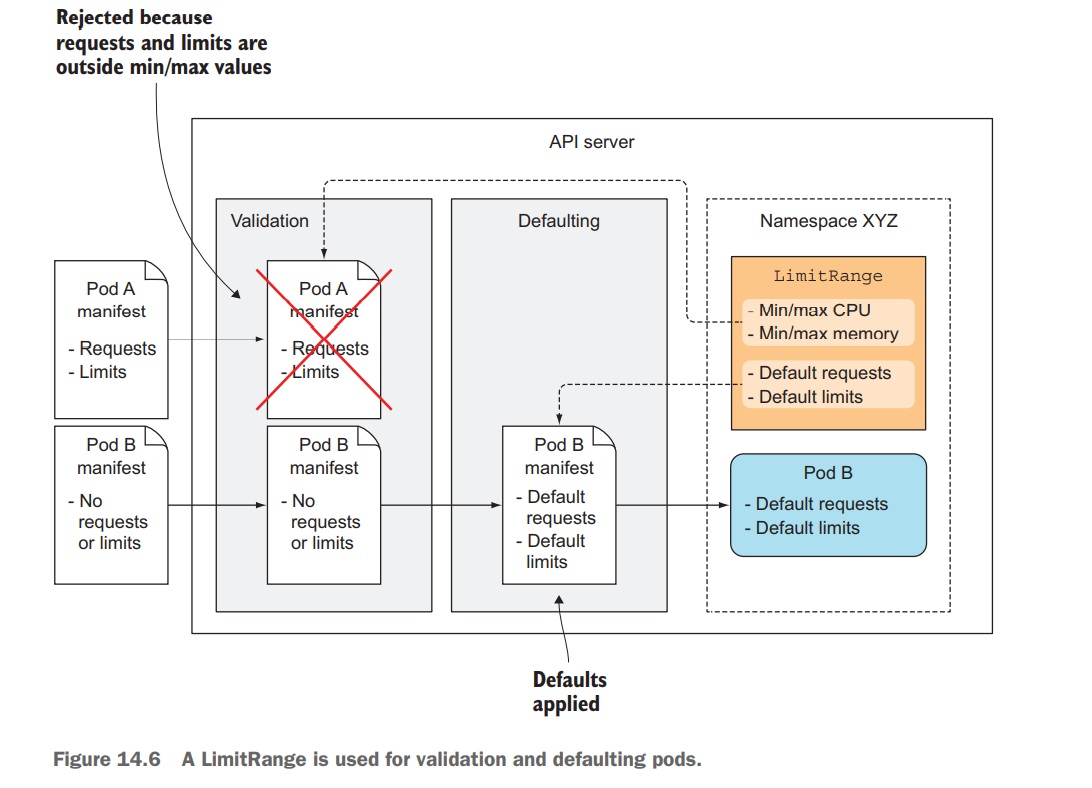 Rejected because
requests and limits are
outside min/max values
API server
Validation
Defaulting
Namespace XYZ
Pod A
manifest
- Requests
- Limits
Pod A
manifest
- Requests
- Limits
LimitRange
- Min/max CPU
- Min/max memory
- Default requests
- Default limits
Pod B
manifest
- No
requests
or limits
Pod B
manifest
- No
requests
or limits
Pod B
manifest
- Default
requests
- Default
limits
Pod B
- Default requests
- Default limits
Defaults
applied
Figure 14.6 A LimitRange is used for validation and defaulting pods.